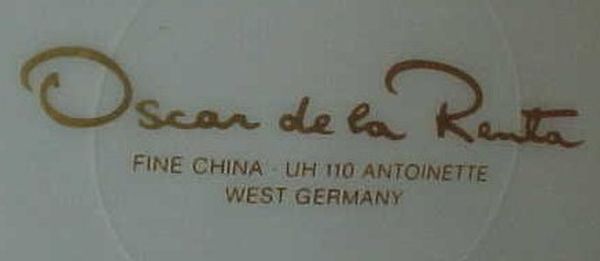 Oscar de la Renta
FINE CHINA · UH 110 ANTOINETTE
WEST GERMANY